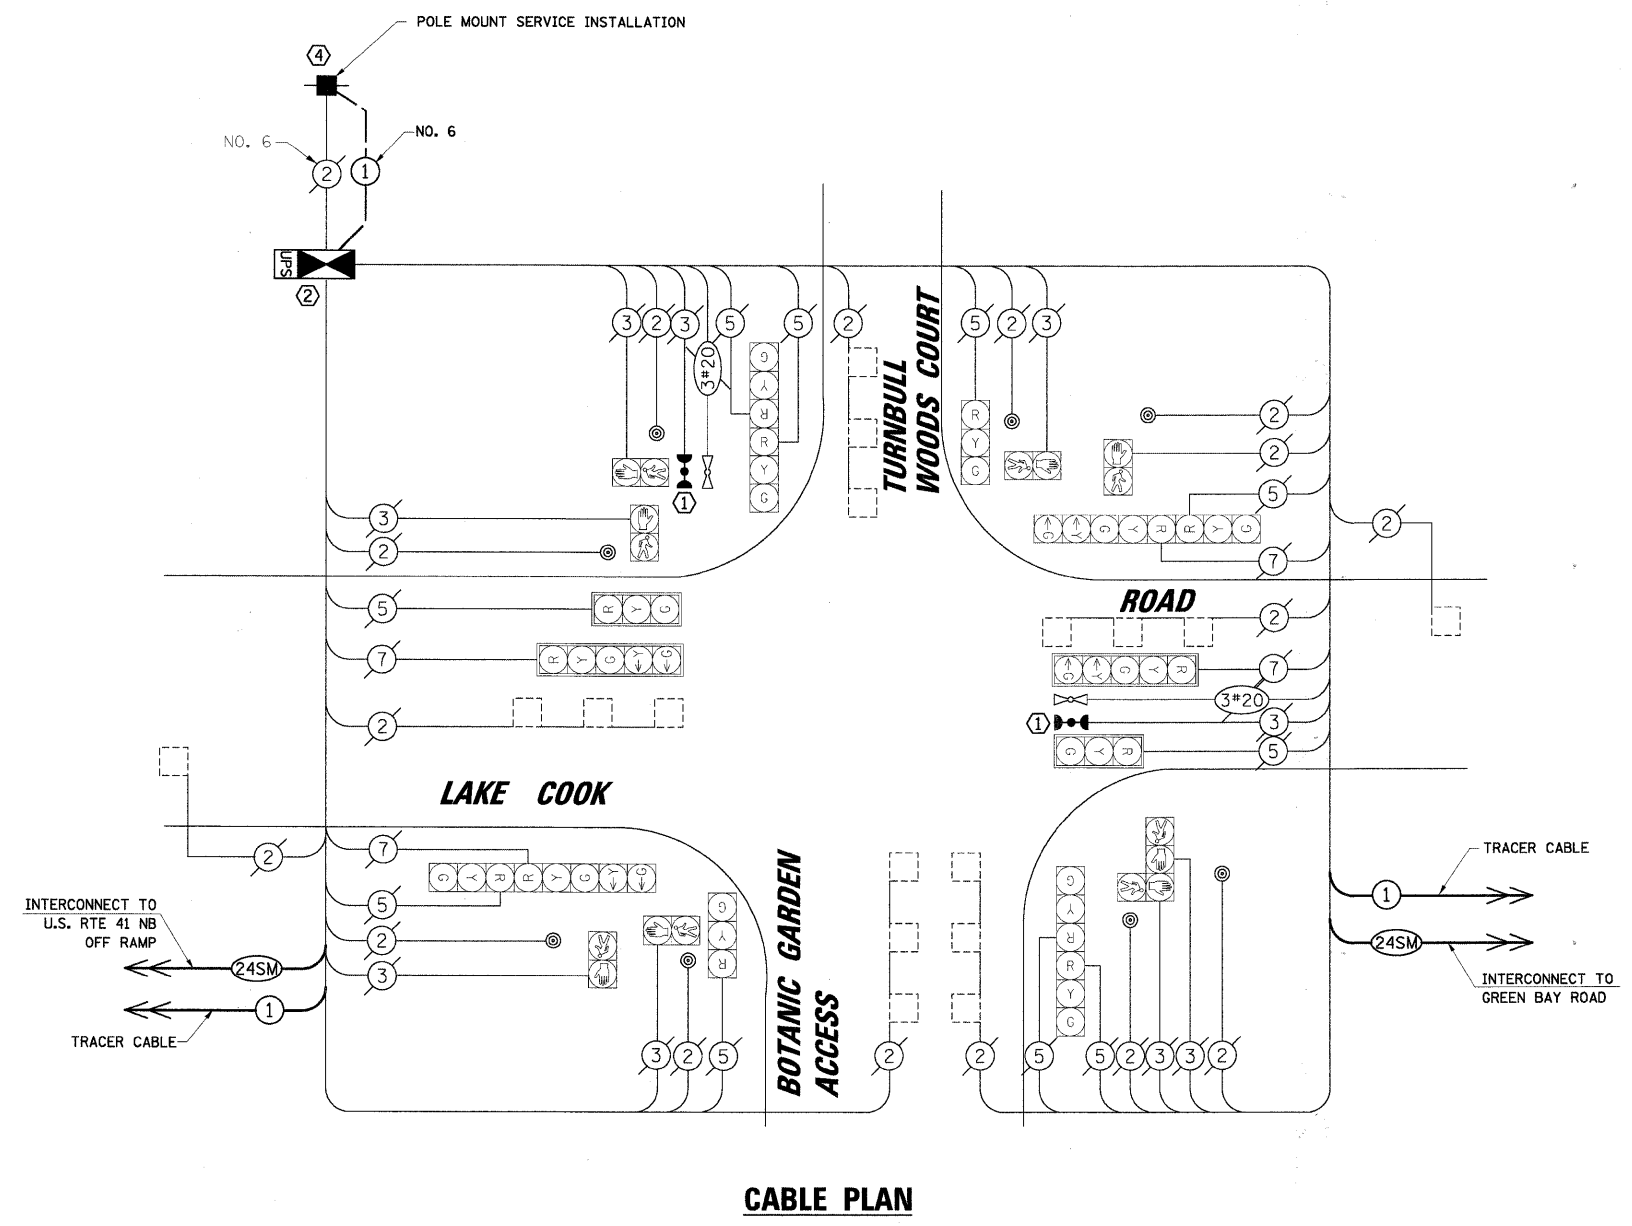 POLE MOUNT SERVICE INSTALLATION
4
NO. 6
NO. 6
2
1
UPS
2
3
2
3
3#20
5
5
2
5
2
3
G
Y
R
R
Y
G
1
TURNBULL
WOODS COURT
R
Y
G
2
2
5
G Y G Y R R Y G
7
2
3
2
5
R Y G
7
R Y G Y G
2
ROAD
2
G Y G Y R
7
3#20
1
3
G Y R
5
LAKE COOK
2
7
G Y R R Y G Y G
5
2
3
INTERCONNECT TO
U.S. RTE 41 NB
OFF RAMP
24SM
1
TRACER CABLE
G
Y
R
3
2
5
BOTANIC GARDEN
ACCESS
2
2
G
Y
R
R
Y
G
5
5
2
3
3
2
TRACER CABLE
1
24SM
INTERCONNECT TO
GREEN BAY ROAD
CABLE PLAN